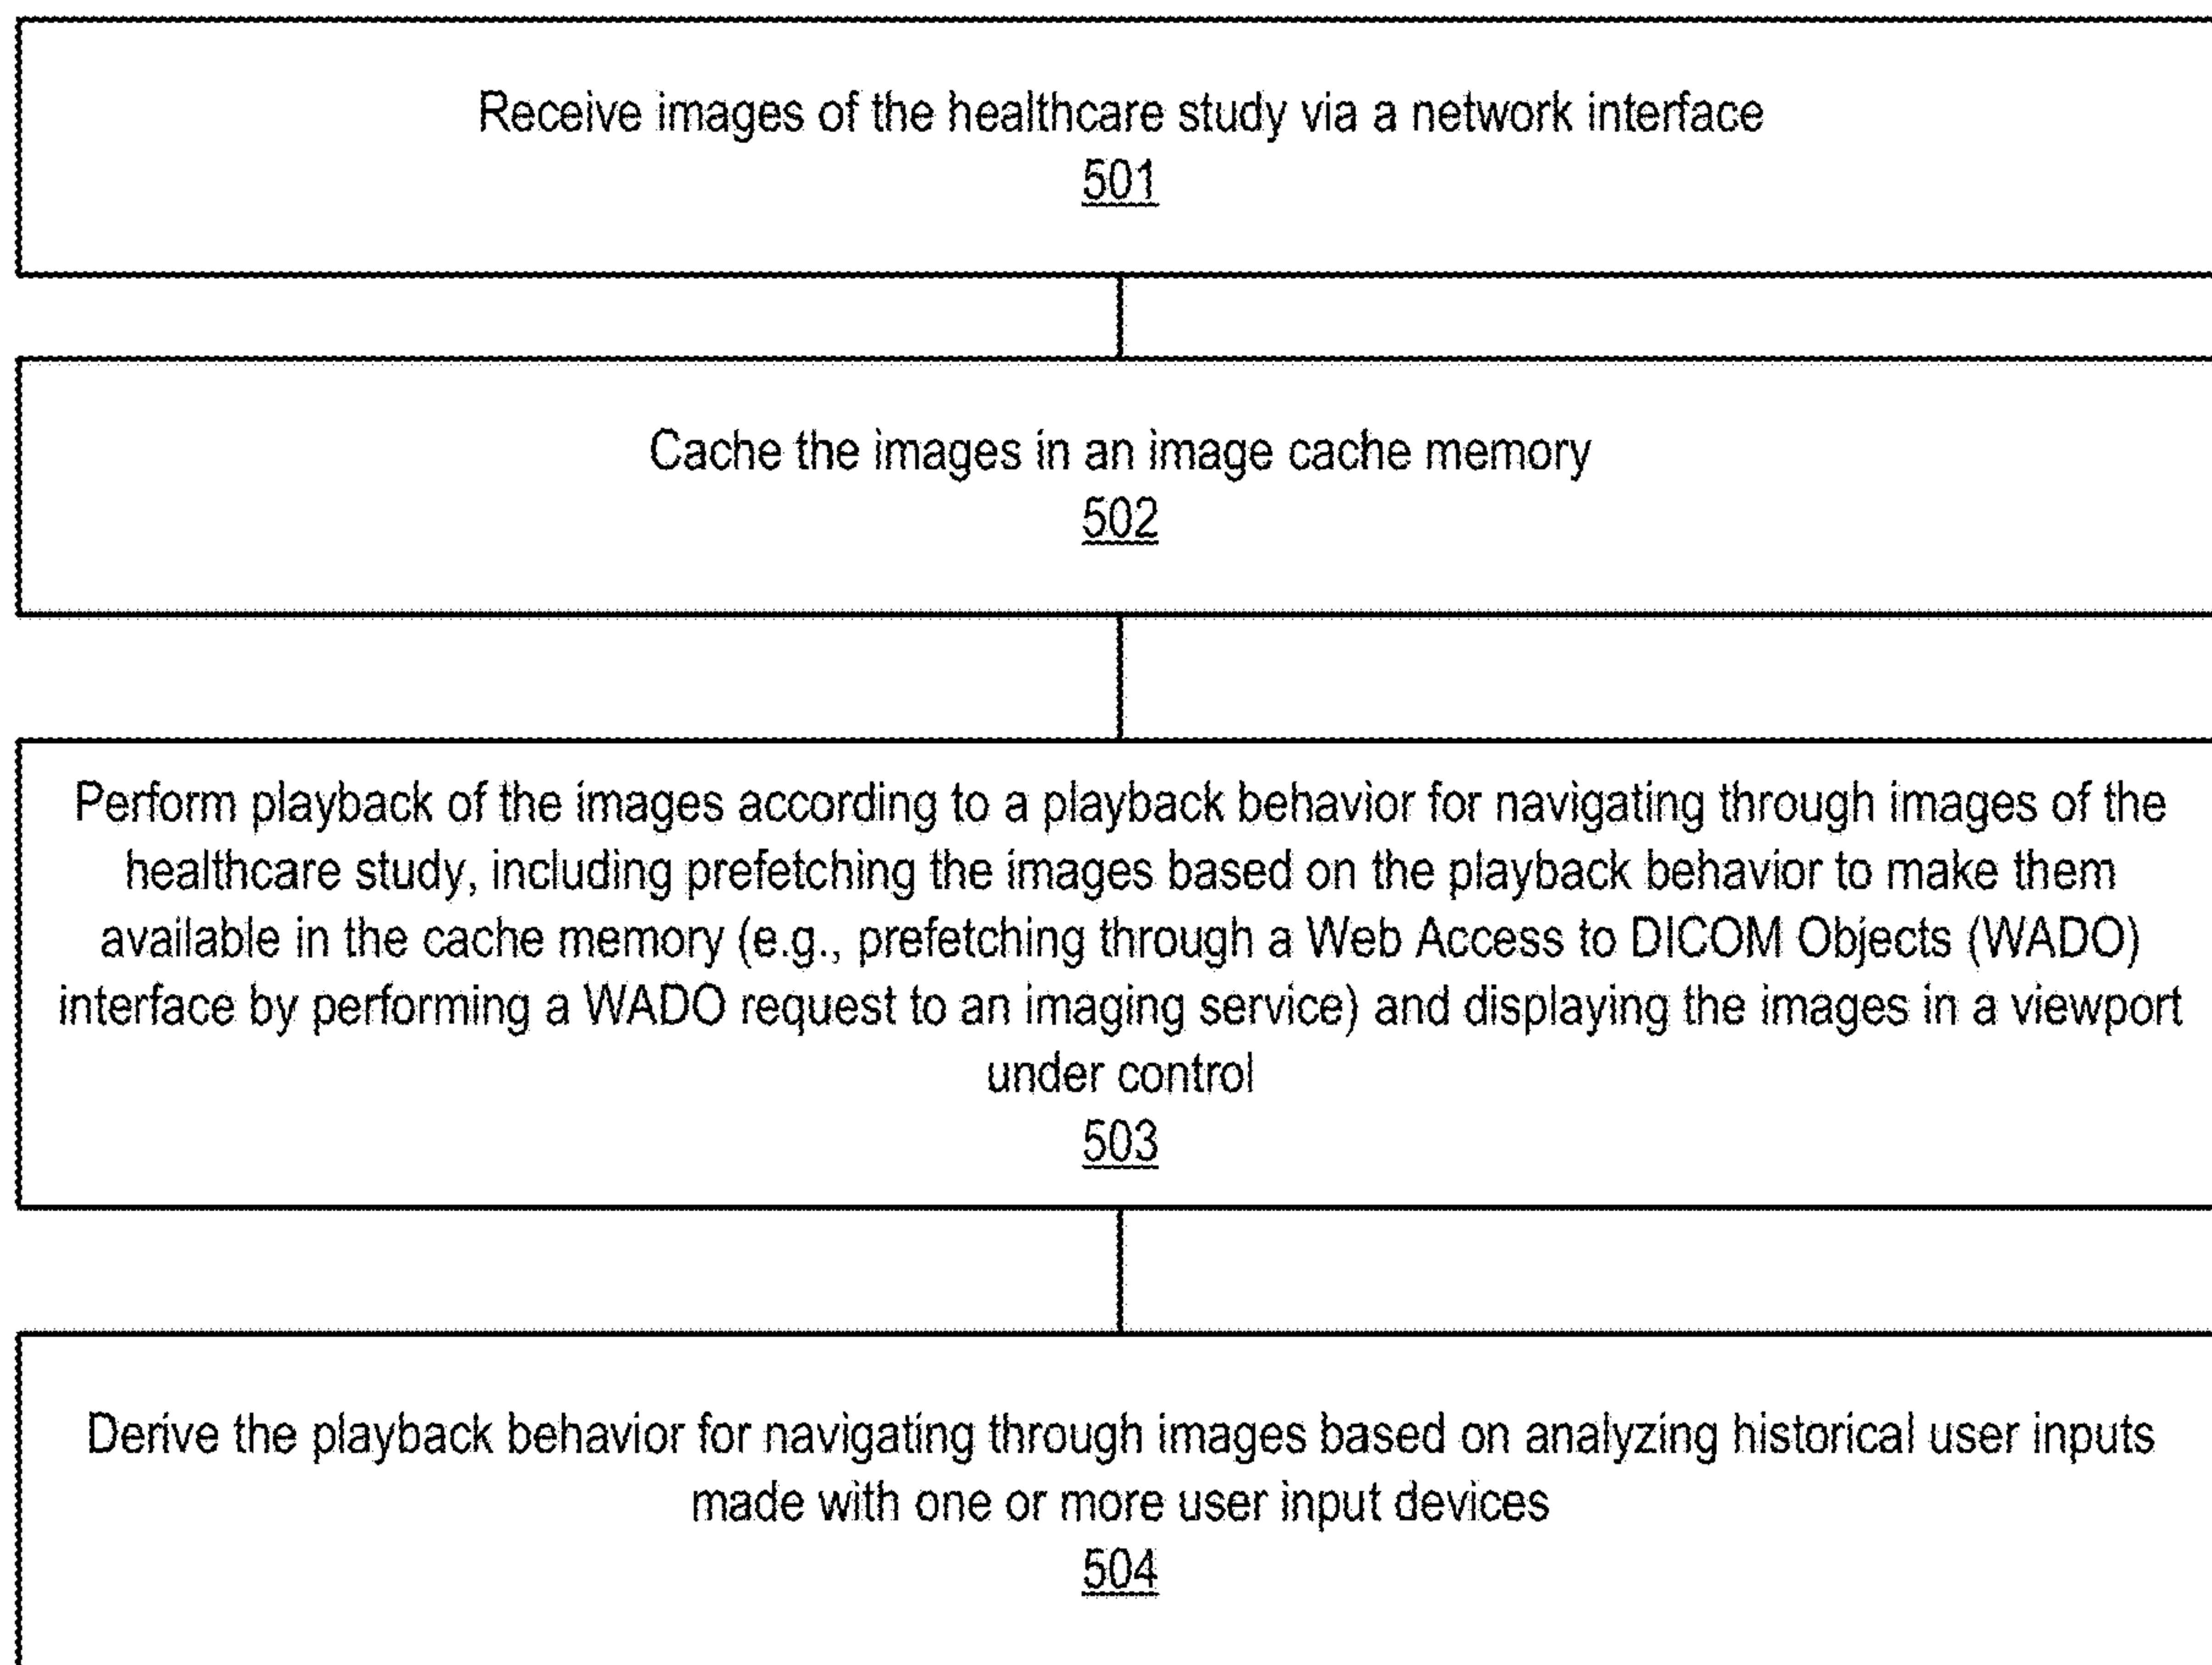 Receive images of the healthcare study via a network interface
501
Cache the images in an image cache memory
502
Perform playback of the images according to a playback behavior for navigating through images of the
healthcare study, including prefetching the images based on the playback behavior to make them
available in the cache memory (e.g., prefetching through a Web Access to DICOM Objects (WADO)
interface by performing a WADO request to an imaging service) and displaying the images in a viewport
under control
503
Derive the playback behavior for navigating through images based on analyzing historical user inputs
made with one or more user input devices
504